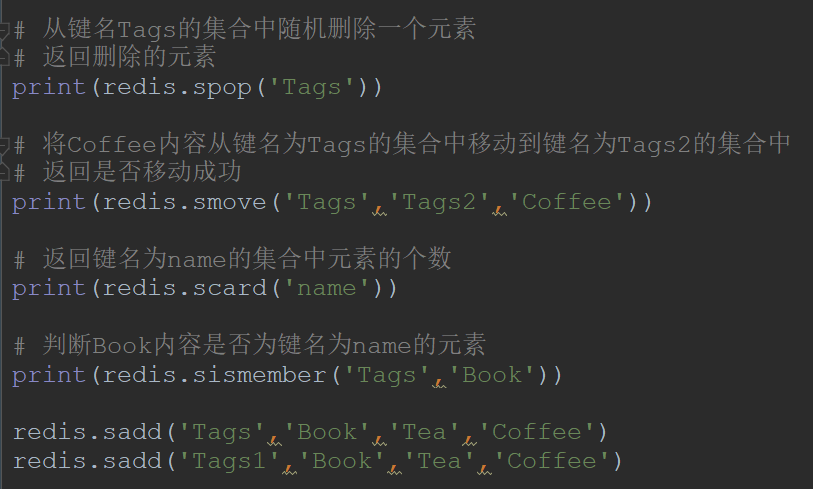 # 从键名Tags的集合中随机删除一个元素
# 返回删除的元素
print(redis.spop('Tags'))
# 将Coffee内容从键名为Tags的集合中移动到键名为Tags2的集合中
# 返回是否移动成功
print(redis.smove('Tags','Tags2','Coffee'))
# 返回键名为name的集合中元素的个数
print(redis.scard('name'))
# 判断Book内容是否为键名为name的元素
print(redis.sismember('Tags','Book'))
redis.sadd('Tags','Book','Tea','Coffee')
redis.sadd('Tags1','Book','Tea','Coffee')